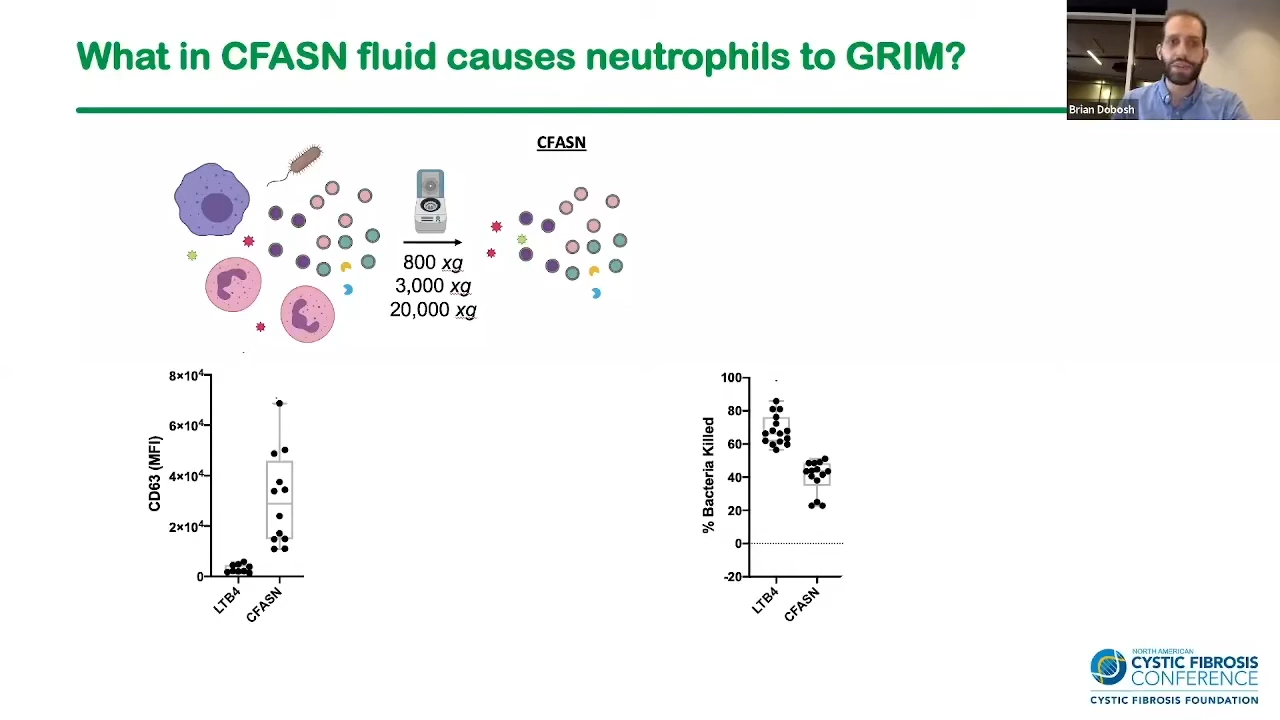 What in CFASN fluid causes neutrophils to GRIM?
Brian Dobosh
CFASN
800 xg
3,000 xg
20,000 xg
CD63 (MFI)
8×10⁴
6×10⁴
4×10⁴
2×10⁴
0
LTB4
CFASN
% Bacteria Killed
100
80
60
40
20
0
-20
LTB4
CFASN
NORTH AMERICAN
CYSTIC FIBROSIS
CONFERENCE
CYSTIC FIBROSIS FOUNDATION